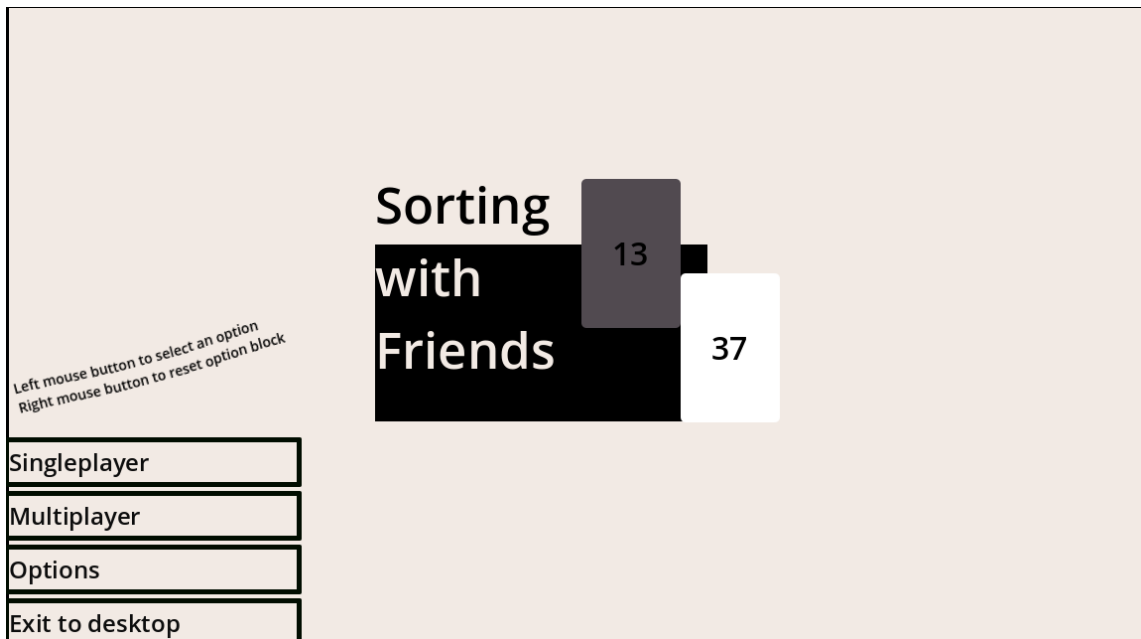 Sorting
with
Friends
13
37
Left mouse button to select an option
Right mouse button to reset option block
Singleplayer
Multiplayer
Options
Exit to desktop